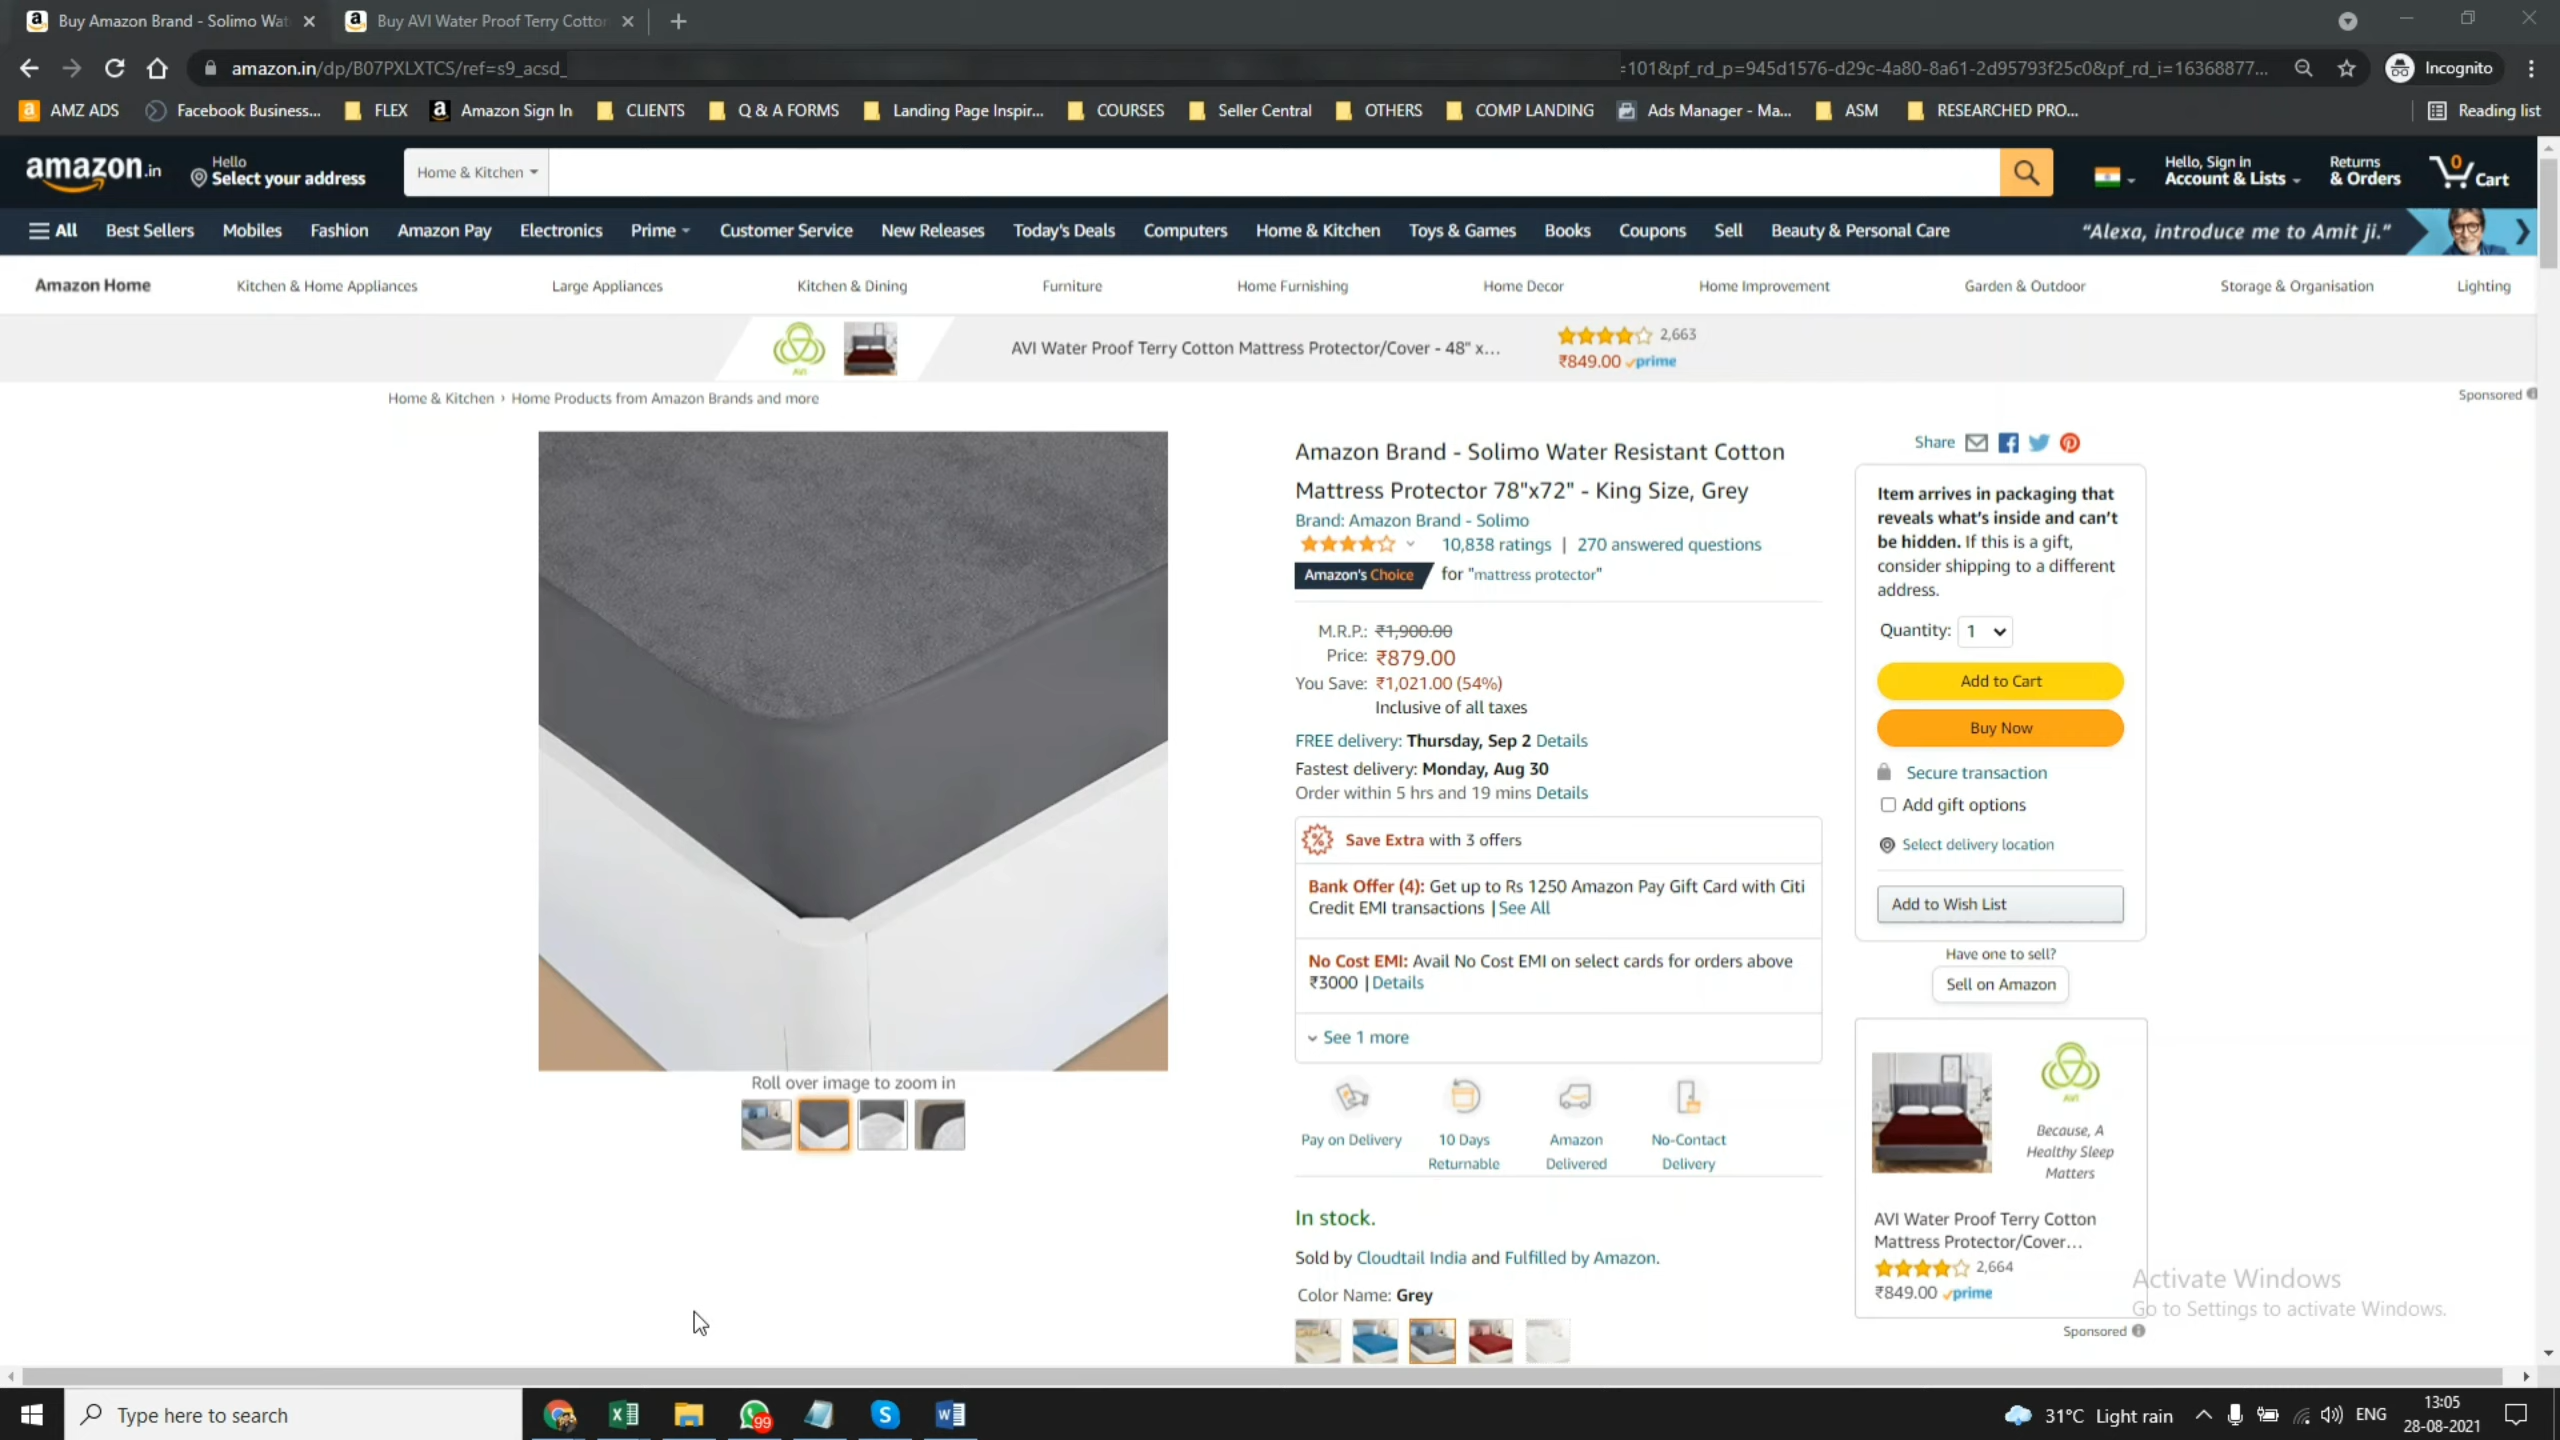 Buy Amazon Brand - Solimo Wat
Buy AVI Water Proof Terry Cotton
amazon.in/dp/B07PXLXTCS/ref=s9_acsd_
=101&pf_rd_p=945d1576-d29c-4a80-8a61-2d95793f25c0&pf_rd_i=16368877...
Incognito
AMZ ADS
Facebook Business...
FLEX
Amazon Sign In
CLIENTS
Q & A FORMS
Landing Page Inspir...
COURSES
Seller Central
OTHERS
COMP LANDING
Ads Manager - Ma...
ASM
RESEARCHED PRO...
Reading list
amazon.in
Hello
Select your address
Home & Kitchen
Hello, Sign in
Account & Lists
Returns
& Orders
0
Cart
All
Best Sellers
Mobiles
Fashion
Amazon Pay
Electronics
Prime
Customer Service
New Releases
Today's Deals
Computers
Home & Kitchen
Toys & Games
Books
Coupons
Sell
Beauty & Personal Care
"Alexa, introduce me to Amit ji."
Amazon Home
Kitchen & Home Appliances
Large Appliances
Kitchen & Dining
Furniture
Home Furnishing
Home Decor
Home Improvement
Garden & Outdoor
Storage & Organisation
Lighting
AVI
AVI Water Proof Terry Cotton Mattress Protector/Cover - 48" x...
2,663
₹849.00 prime
Home & Kitchen › Home Products from Amazon Brands and more
Sponsored
Amazon Brand - Solimo Water Resistant Cotton
Mattress Protector 78"x72" - King Size, Grey
Brand: Amazon Brand - Solimo
10,838 ratings | 270 answered questions
Amazon's Choice for "mattress protector"
M.R.P.: ₹1,900.00
Price: ₹879.00
You Save: ₹1,021.00 (54%)
Inclusive of all taxes
FREE delivery: Thursday, Sep 2 Details
Fastest delivery: Monday, Aug 30
Order within 5 hrs and 19 mins Details
Save Extra with 3 offers
Bank Offer (4): Get up to Rs 1250 Amazon Pay Gift Card with Citi
Credit EMI transactions | See All
No Cost EMI: Avail No Cost EMI on select cards for orders above
₹3000 | Details
See 1 more
Pay on Delivery
10 Days
Returnable
Amazon
Delivered
No-Contact
Delivery
In stock.
Sold by Cloudtail India and Fulfilled by Amazon.
Color Name: Grey
Roll over image to zoom in
Share
Item arrives in packaging that
reveals what's inside and can't
be hidden. If this is a gift,
consider shipping to a different
address.
Quantity: 1
Add to Cart
Buy Now
Secure transaction
Add gift options
Select delivery location
Add to Wish List
Have one to sell?
Sell on Amazon
AVI
Because, A
Healthy Sleep
Matters
AVI Water Proof Terry Cotton
Mattress Protector/Cover...
2,664
₹849.00 prime
Sponsored
Activate Windows
Go to Settings to activate Windows.
Type here to search
99
31°C Light rain
ENG
13:05
28-08-2021